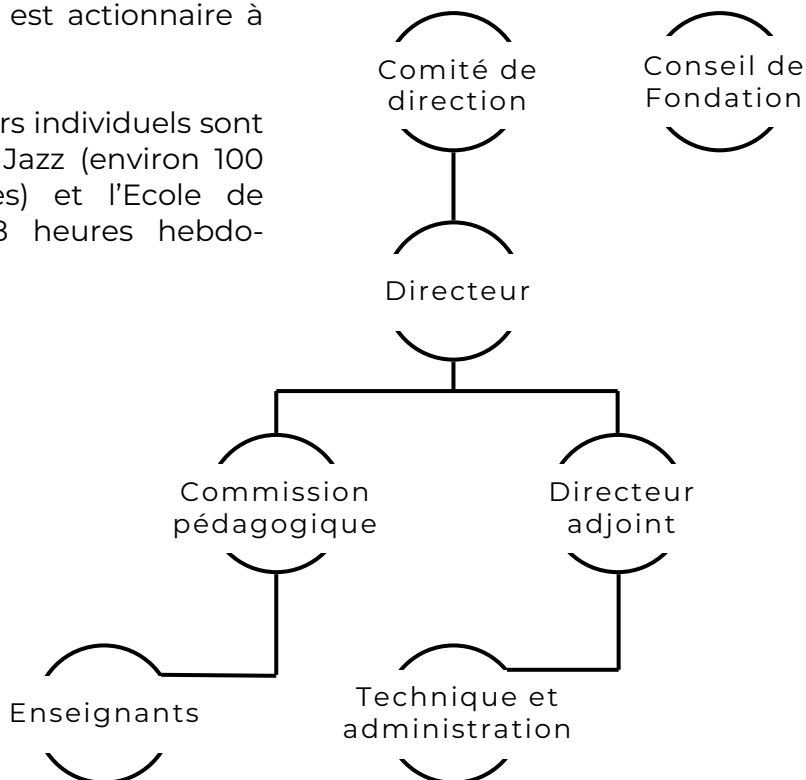 est actionnaire à
rs individuels sont
Jazz (environ 100
es) et l'Ecole de
heures hebdo-
Comité de
direction
Conseil de
Fondation
Directeur
Commission
pédagogique
Directeur
adjoint
Enseignants
Technique et
administration